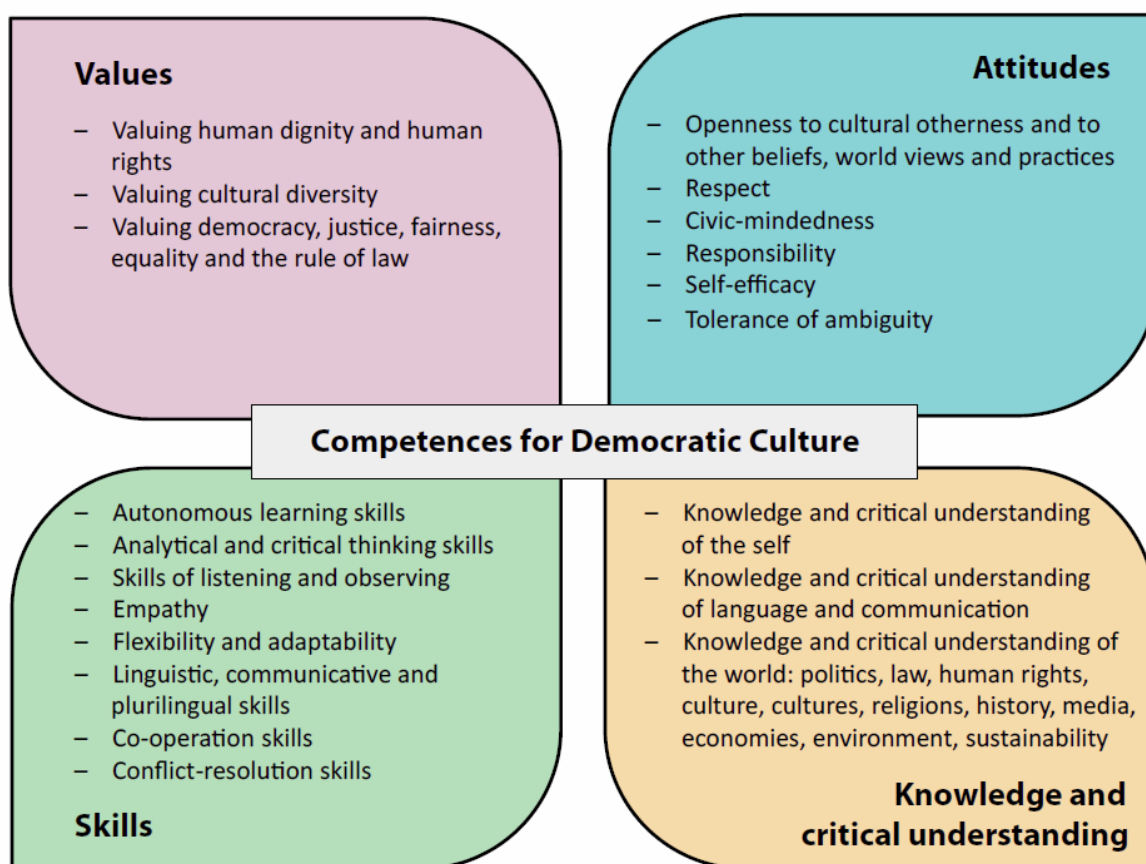 Values
– Valuing human dignity and human
rights
– Valuing cultural diversity
– Valuing democracy, justice, fairness,
equality and the rule of law
Attitudes
– Openness to cultural otherness and to
other beliefs, world views and practices
– Respect
– Civic-mindedness
– Responsibility
– Self-efficacy
– Tolerance of ambiguity
Competences for Democratic Culture
– Autonomous learning skills
– Analytical and critical thinking skills
– Skills of listening and observing
– Empathy
– Flexibility and adaptability
– Linguistic, communicative and
plurilingual skills
– Co-operation skills
– Conflict-resolution skills
Skills
– Knowledge and critical understanding
of the self
– Knowledge and critical understanding
of language and communication
– Knowledge and critical understanding of
the world: politics, law, human rights,
culture, cultures, religions, history, media,
economies, environment, sustainability
Knowledge and
critical understanding